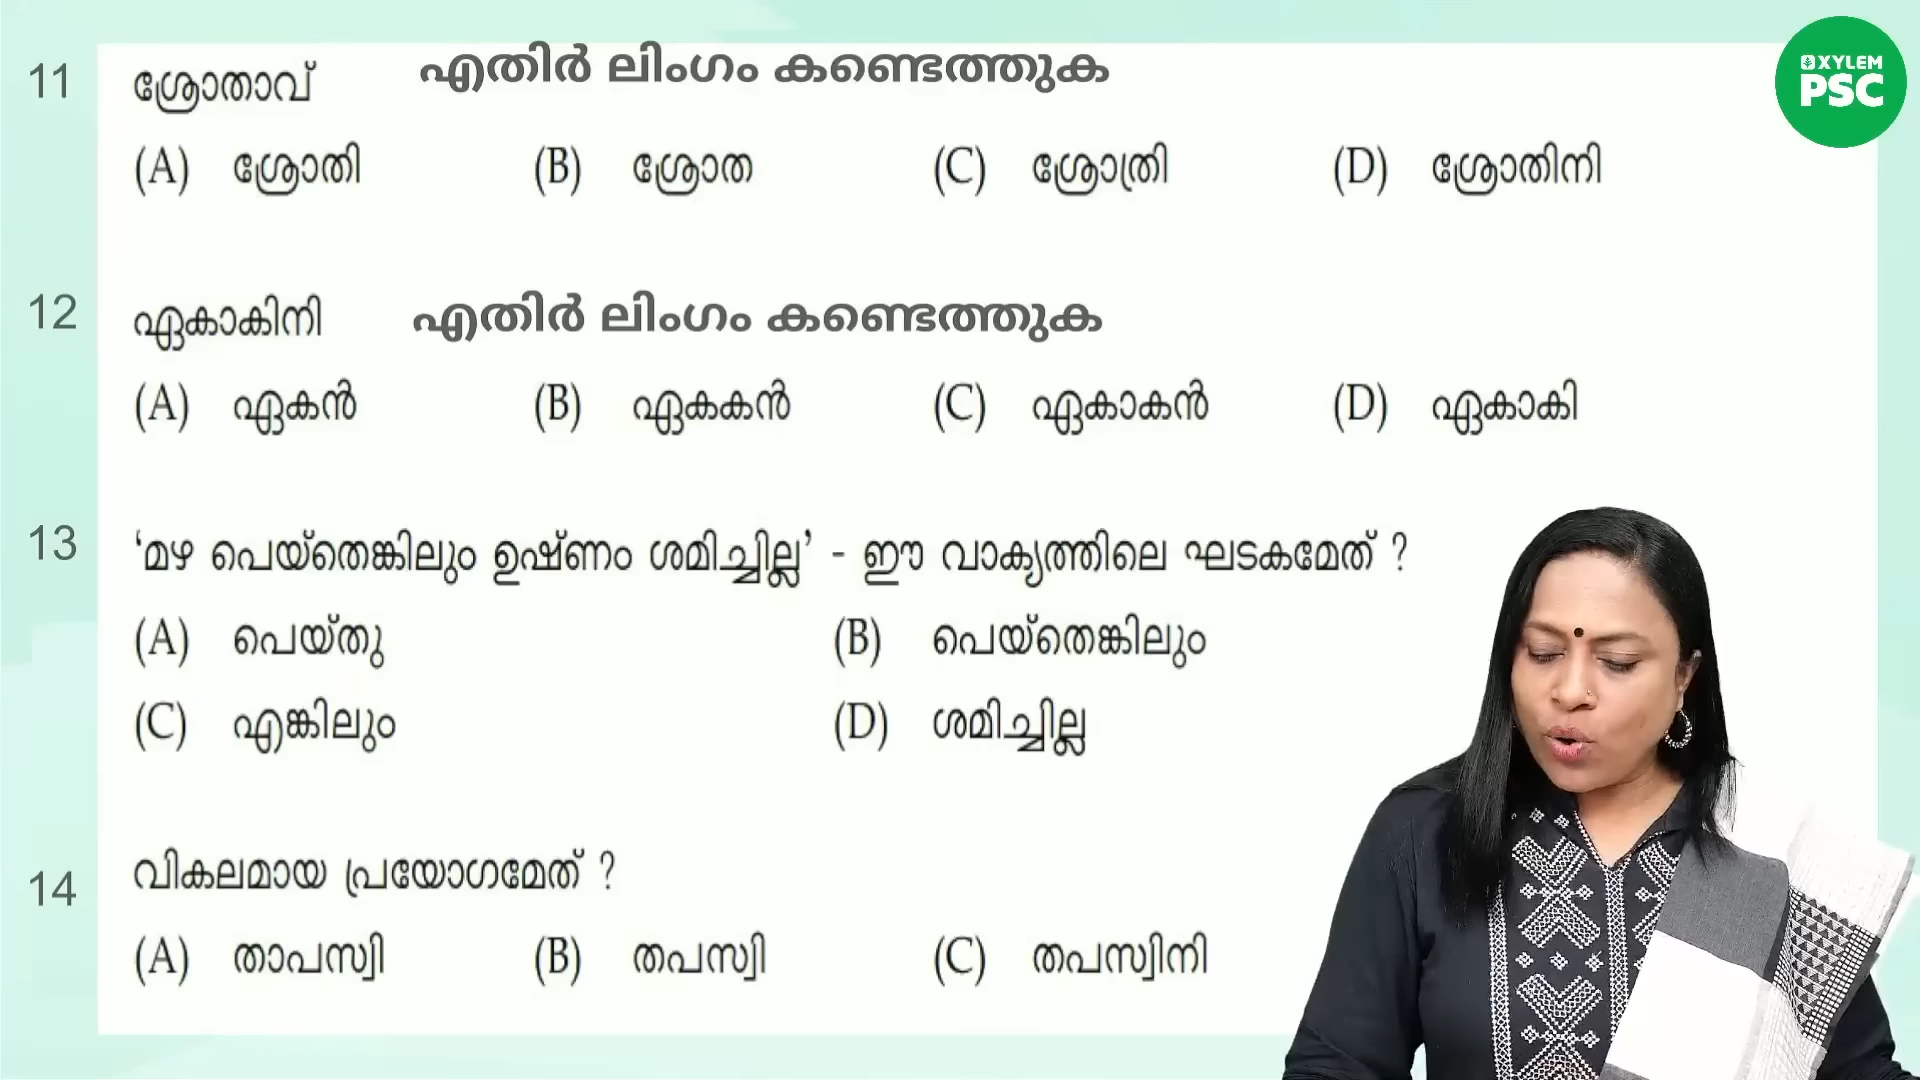 11 ശ്രോതാവ് എതിർ ലിംഗം കണ്ടെത്തുക
(A) ശ്രോതി (B) ശ്രോത (C) ശ്രോത്രി (D) ശ്രോതിനി
12 ഏകാകിനി എതിർ ലിംഗം കണ്ടെത്തുക
(A) ഏകൻ (B) ഏകകൻ (C) ഏകാകൻ (D) ഏകാകി
13 ‘മഴ പെയ്തെങ്കിലും ഉഷ്ണം ശമിച്ചില്ല’ - ഈ വാക്യത്തിലെ ഘടകമേത് ?
(A) പെയ്തു (B) പെയ്തെങ്കിലും
(C) എങ്കിലും (D) ശമിച്ചില്ല
14 വികലമായ പ്രയോഗമേത് ?
(A) താപസ്വി (B) തപസ്വി (C) തപസ്വിനി
XYLEM
PSC